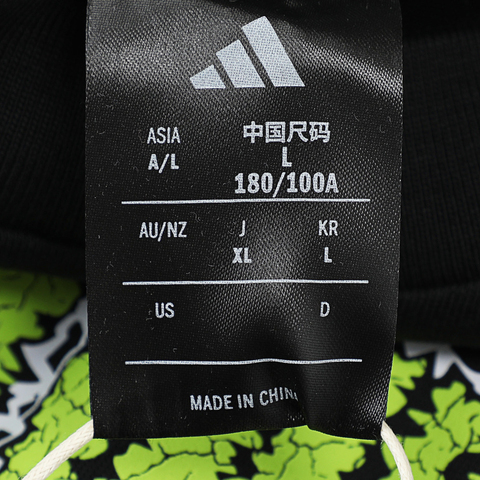 ASIA 中国尺码
A/L L
180/100A
AU/NZ J KR
XL L
US D
MADE IN CHINA